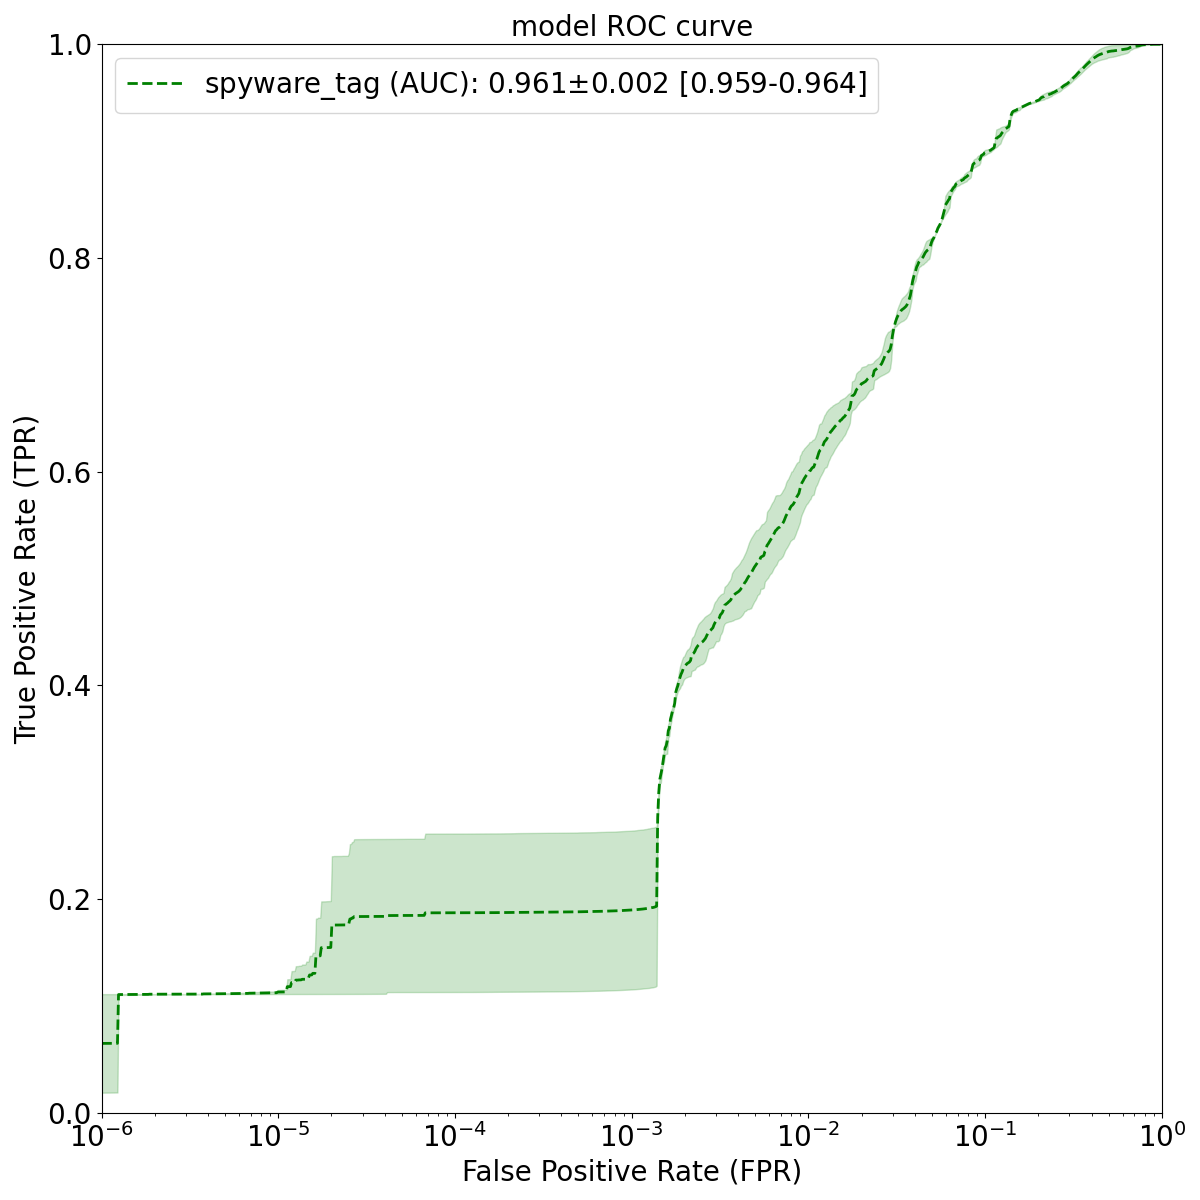 model ROC curve
spyware_tag (AUC): 0.961±0.002 [0.959-0.964]
1.0
0.8
0.6
0.4
0.2
0.0
True Positive Rate (TPR)
10⁻⁶ 10⁻⁵ 10⁻⁴ 10⁻³ 10⁻² 10⁻¹ 10⁰
False Positive Rate (FPR)